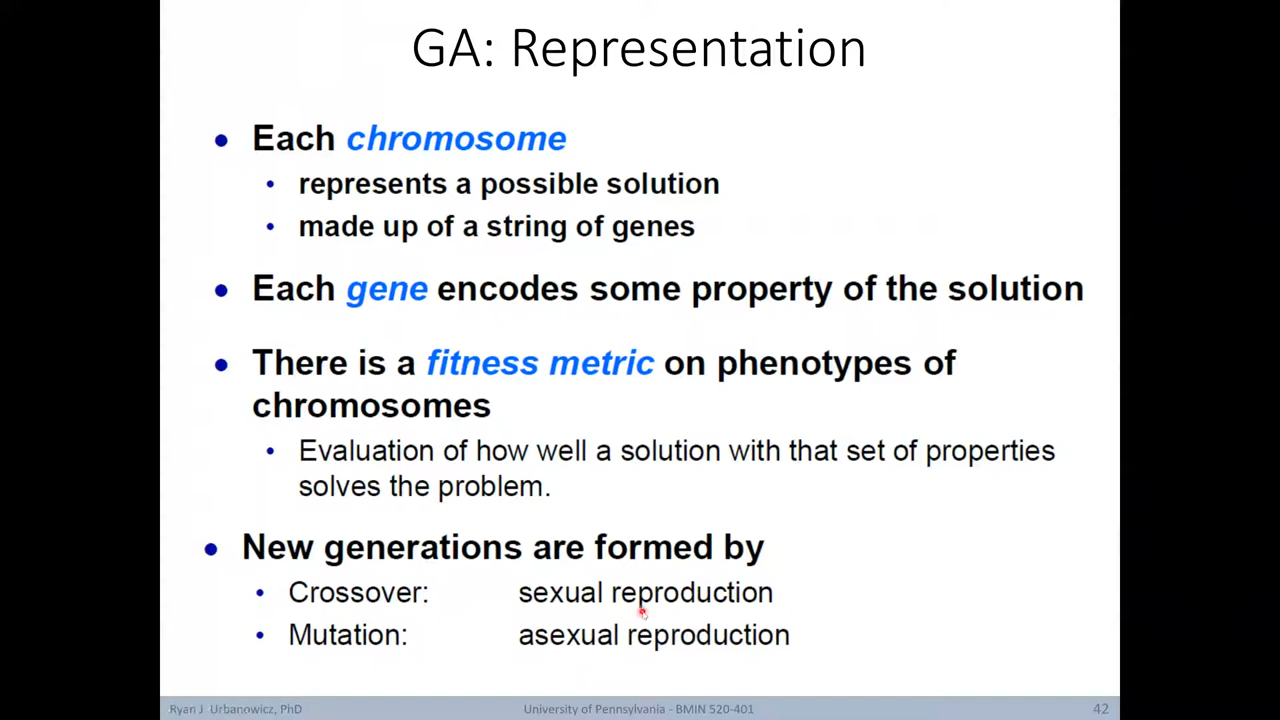 GA: Representation
• Each chromosome
• represents a possible solution
• made up of a string of genes
• Each gene encodes some property of the solution
• There is a fitness metric on phenotypes of
chromosomes
• Evaluation of how well a solution with that set of properties
solves the problem.
• New generations are formed by
• Crossover: sexual reproduction
• Mutation: asexual reproduction
Ryan J Urbanowicz, PhD University of Pennsylvania - BMIN 520-401 42